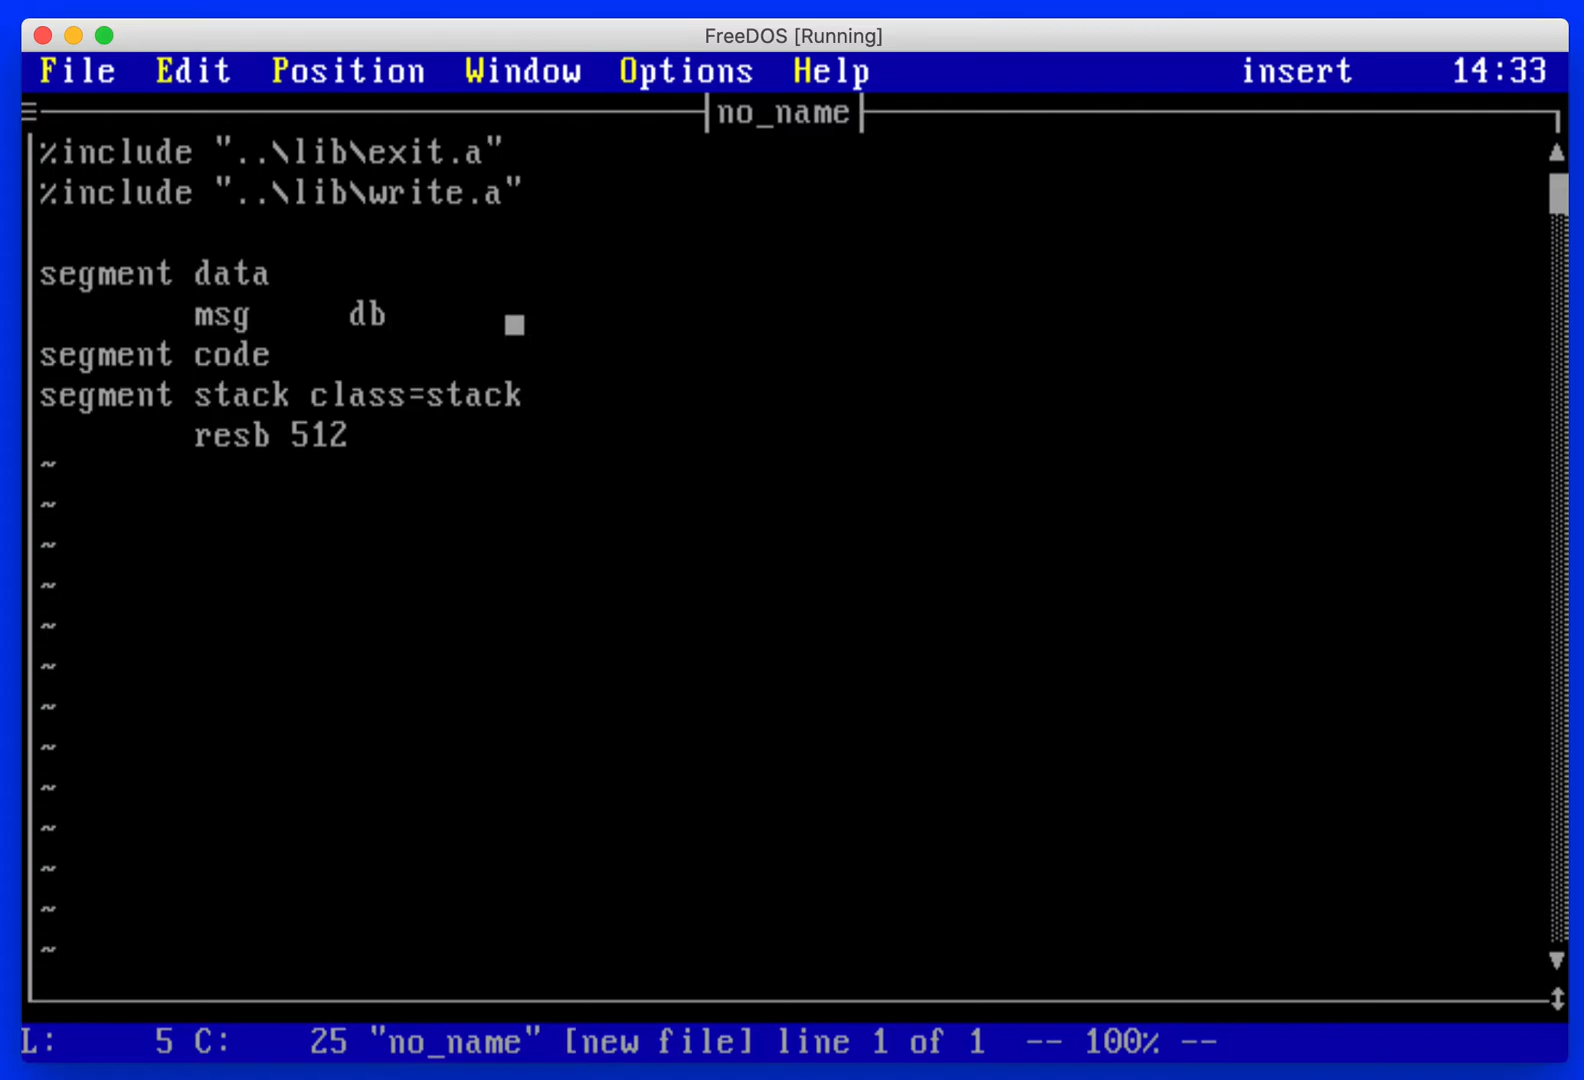 FreeDOS [Running]
File Edit Position Window Options Help insert 14:33
no_name
%include "..\lib\exit.a"
%include "..\lib\write.a"
segment data
msg db
segment code
segment stack class=stack
resb 512
~
~
~
~
~
~
~
~
~
~
~
~
~
L: 5 C: 25 "no_name" [new file] line 1 of 1 -- 100% --